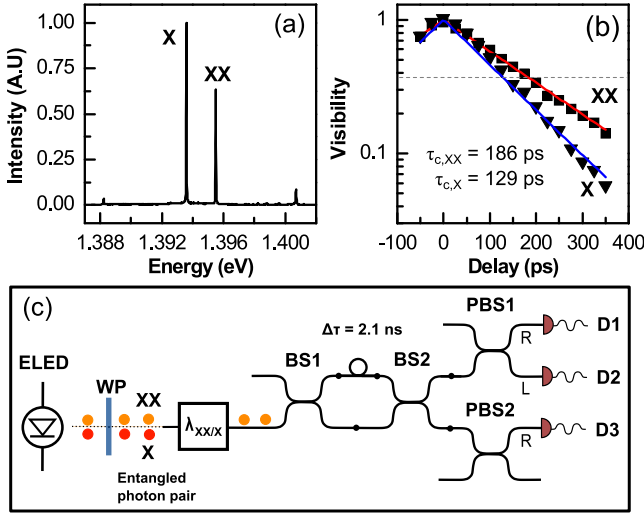 (a)
X
XX
Intensity (A.U)
1.00
0.75
0.50
0.25
0.00
1.388 1.392 1.396 1.400
Energy (eV)
(b)
Visibility
1
0.1
XX
τc,XX = 186 ps
τc,X = 129 ps
X
-100 0 100 200 300 400
Delay (ps)
(c)
ELED
WP
XX
X
Entangled
photon pair
λXX/X
BS1
Δτ = 2.1 ns
BS2
PBS1
R
D1
L
D2
PBS2
R
D3